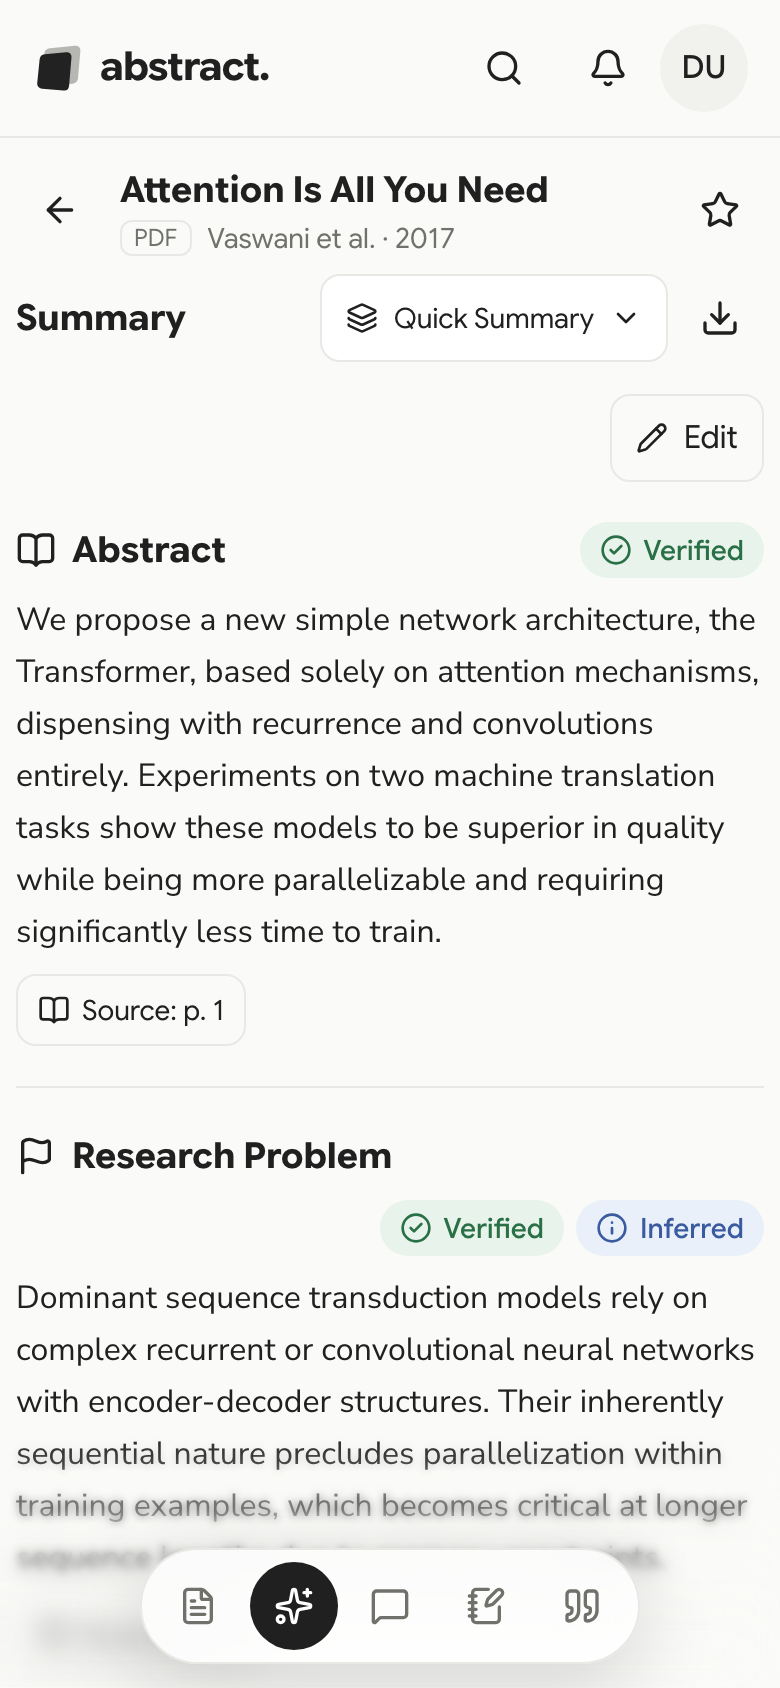 abstract.
DU
Attention Is All You Need
PDF Vaswani et al. · 2017
Summary
Quick Summary
Edit
Abstract
Verified
We propose a new simple network architecture, the
Transformer, based solely on attention mechanisms,
dispensing with recurrence and convolutions
entirely. Experiments on two machine translation
tasks show these models to be superior in quality
while being more parallelizable and requiring
significantly less time to train.
Source: p. 1
Research Problem
Verified
Inferred
Dominant sequence transduction models rely on
complex recurrent or convolutional neural networks
with encoder-decoder structures. Their inherently
sequential nature precludes parallelization within
training examples, which becomes critical at longer
sequence